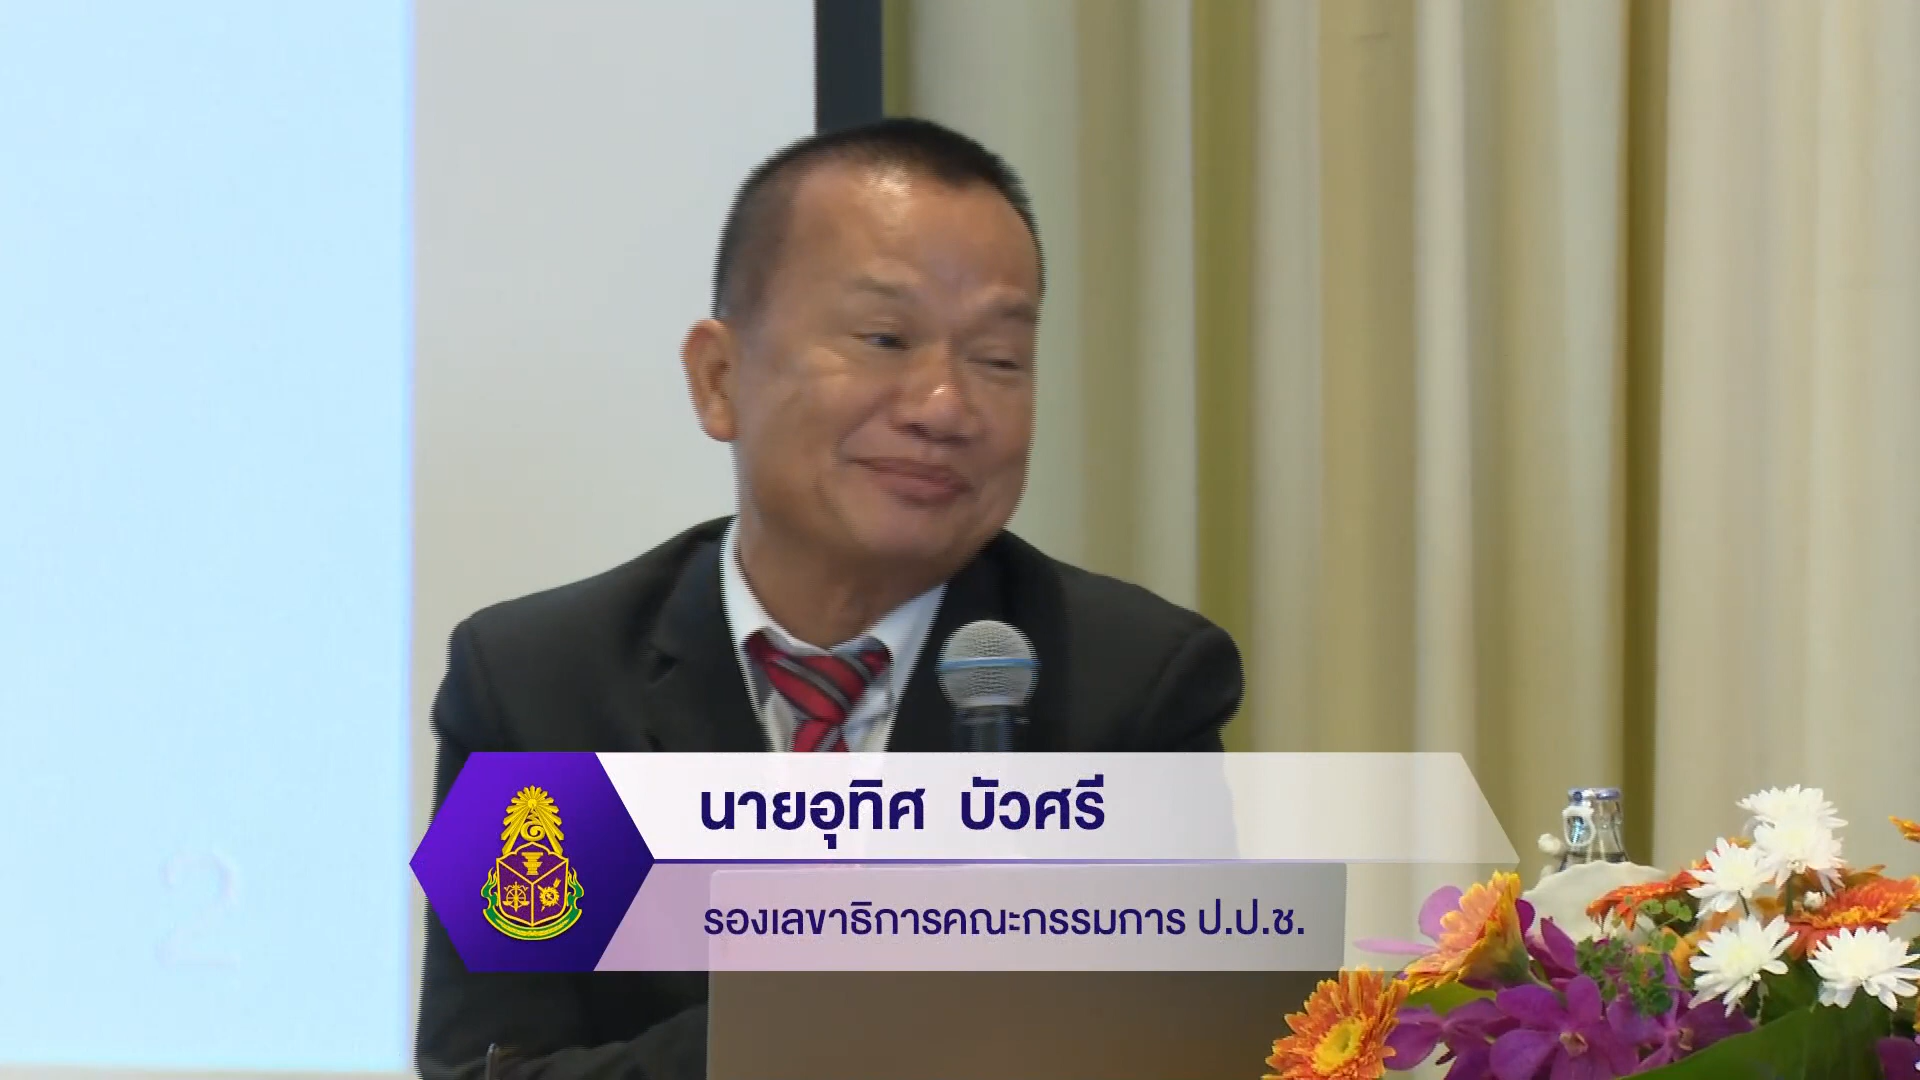 นายอุทิศ บัวศรี
รองเลขาธิการคณะกรรมการ ป.ป.ช.
2